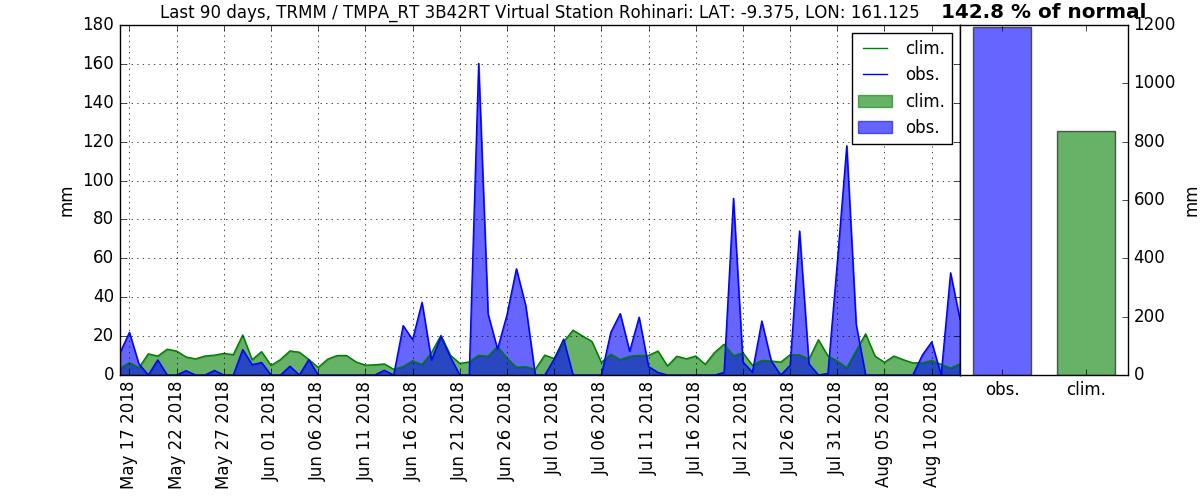 Last 90 days, TRMM / TMPA_RT 3B42RT Virtual Station Rohinari: LAT: -9.375, LON: 161.125
142.8 % of normal
180
160
140
120
100
80
60
40
20
0
mm
clim.
obs.
clim.
obs.
May 17 2018
May 22 2018
May 27 2018
Jun 01 2018
Jun 06 2018
Jun 11 2018
Jun 16 2018
Jun 21 2018
Jun 26 2018
Jul 01 2018
Jul 06 2018
Jul 11 2018
Jul 16 2018
Jul 21 2018
Jul 26 2018
Jul 31 2018
Aug 05 2018
Aug 10 2018
obs.
clim.
1200
1000
800
600
400
200
0
mm